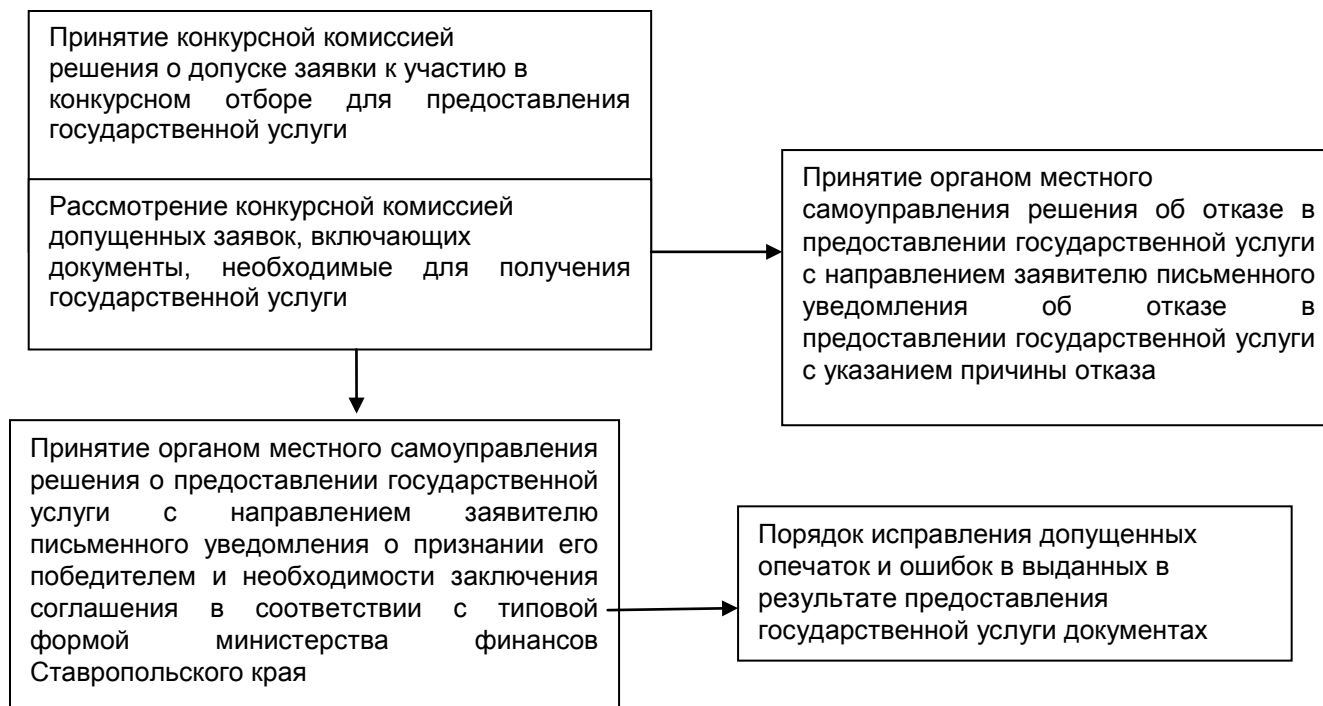 Принятие конкурсной комиссией
решения о допуске заявки к участию в
конкурсном отборе для предоставления
государственной услуги
Рассмотрение конкурсной комиссией
допущенных заявок, включающих
документы, необходимые для получения
государственной услуги
Принятие органом местного
самоуправления решения об отказе в
предоставлении государственной услуги
с направлением заявителю письменного
уведомления об отказе в
предоставлении государственной услуги
с указанием причины отказа
Принятие органом местного самоуправления
решения о предоставлении государственной
услуги с направлением заявителю
письменного уведомления о признании его
победителем и необходимости заключения
соглашения в соответствии с типовой
формой министерства финансов
Ставропольского края
Порядок исправления допущенных
опечаток и ошибок в выданных в
результате предоставления
государственной услуги документах